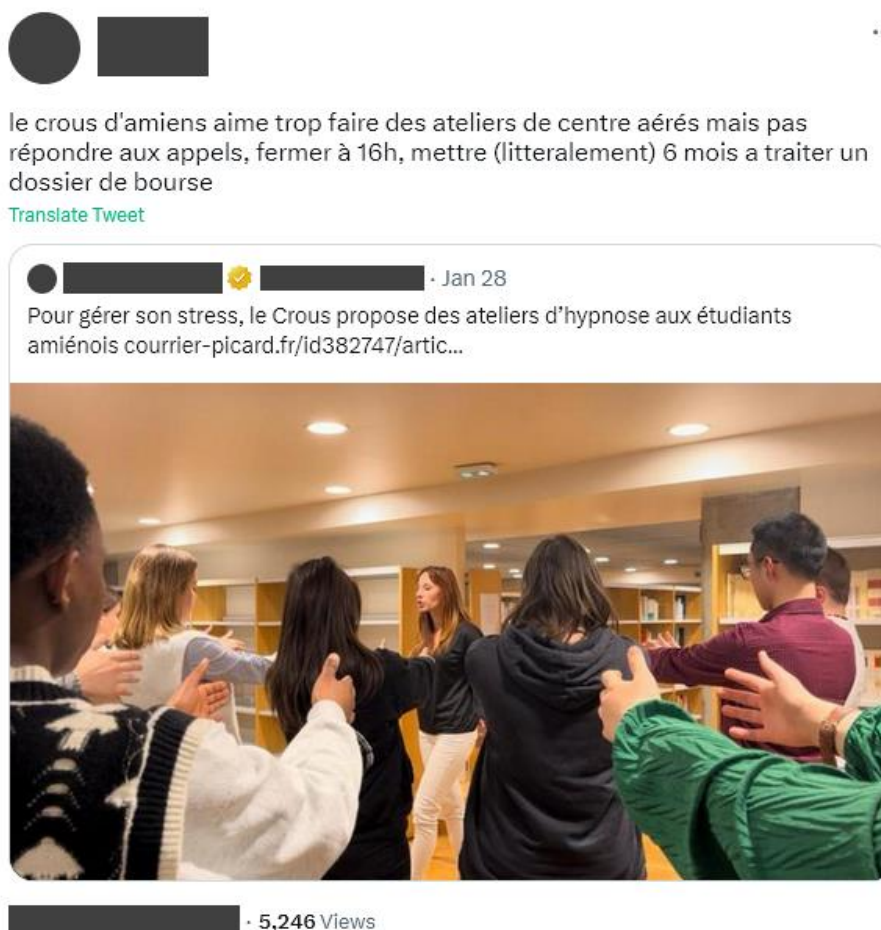 le crous d'amiens aime trop faire des ateliers de centre aérés mais pas
répondre aux appels, fermer à 16h, mettre (litteralement) 6 mois a traiter un
dossier de bourse
Translate Tweet
· Jan 28
Pour gérer son stress, le Crous propose des ateliers d’hypnose aux étudiants
amiénois courrier-picard.fr/id382747/artic...
· 5,246 Views